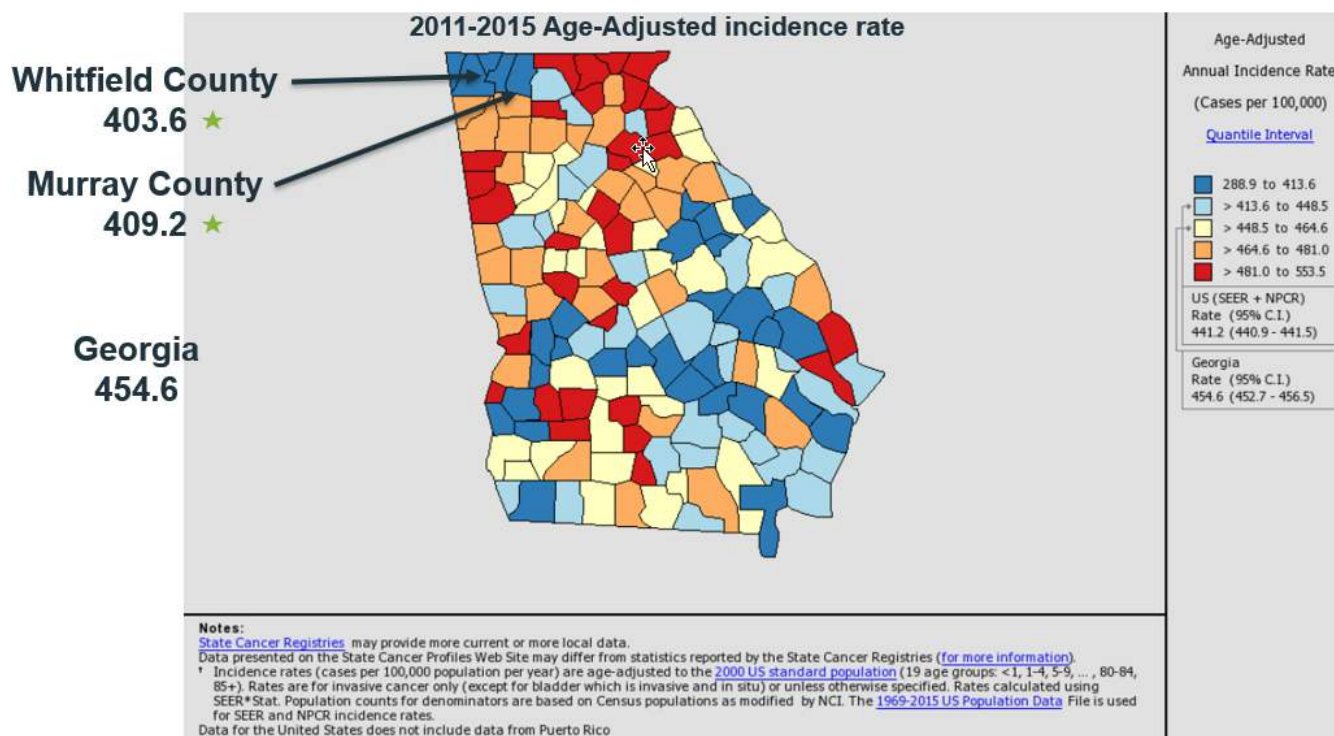 2011-2015 Age-Adjusted incidence rate
Whitfield County
403.6
Murray County
409.2
Georgia
454.6
Age-Adjusted
Annual Incidence Rate
(Cases per 100,000)
Quantile Interval
288.9 to 413.6
> 413.6 to 448.5
> 448.5 to 464.6
> 464.6 to 481.0
> 481.0 to 553.5
US (SEER + NPCR)
Rate (95% C.I.)
441.2 (440.9 - 441.5)
Georgia
Rate (95% C.I.)
454.6 (452.7 - 456.5)
Notes:
State Cancer Registries may provide more current or more local data.
Data presented on the State Cancer Profiles Web Site may differ from statistics reported by the State Cancer Registries (for more information).
† Incidence rates (cases per 100,000 population per year) are age-adjusted to the 2000 US standard population (19 age groups: <1, 1-4, 5-9, ... , 80-84,
85+). Rates are for invasive cancer only (except for bladder which is invasive and in situ) or unless otherwise specified. Rates calculated using
SEER*Stat. Population counts for denominators are based on Census populations as modified by NCI. The 1969-2015 US Population Data File is used
for SEER and NPCR incidence rates.
Data for the United States does not include data from Puerto Rico